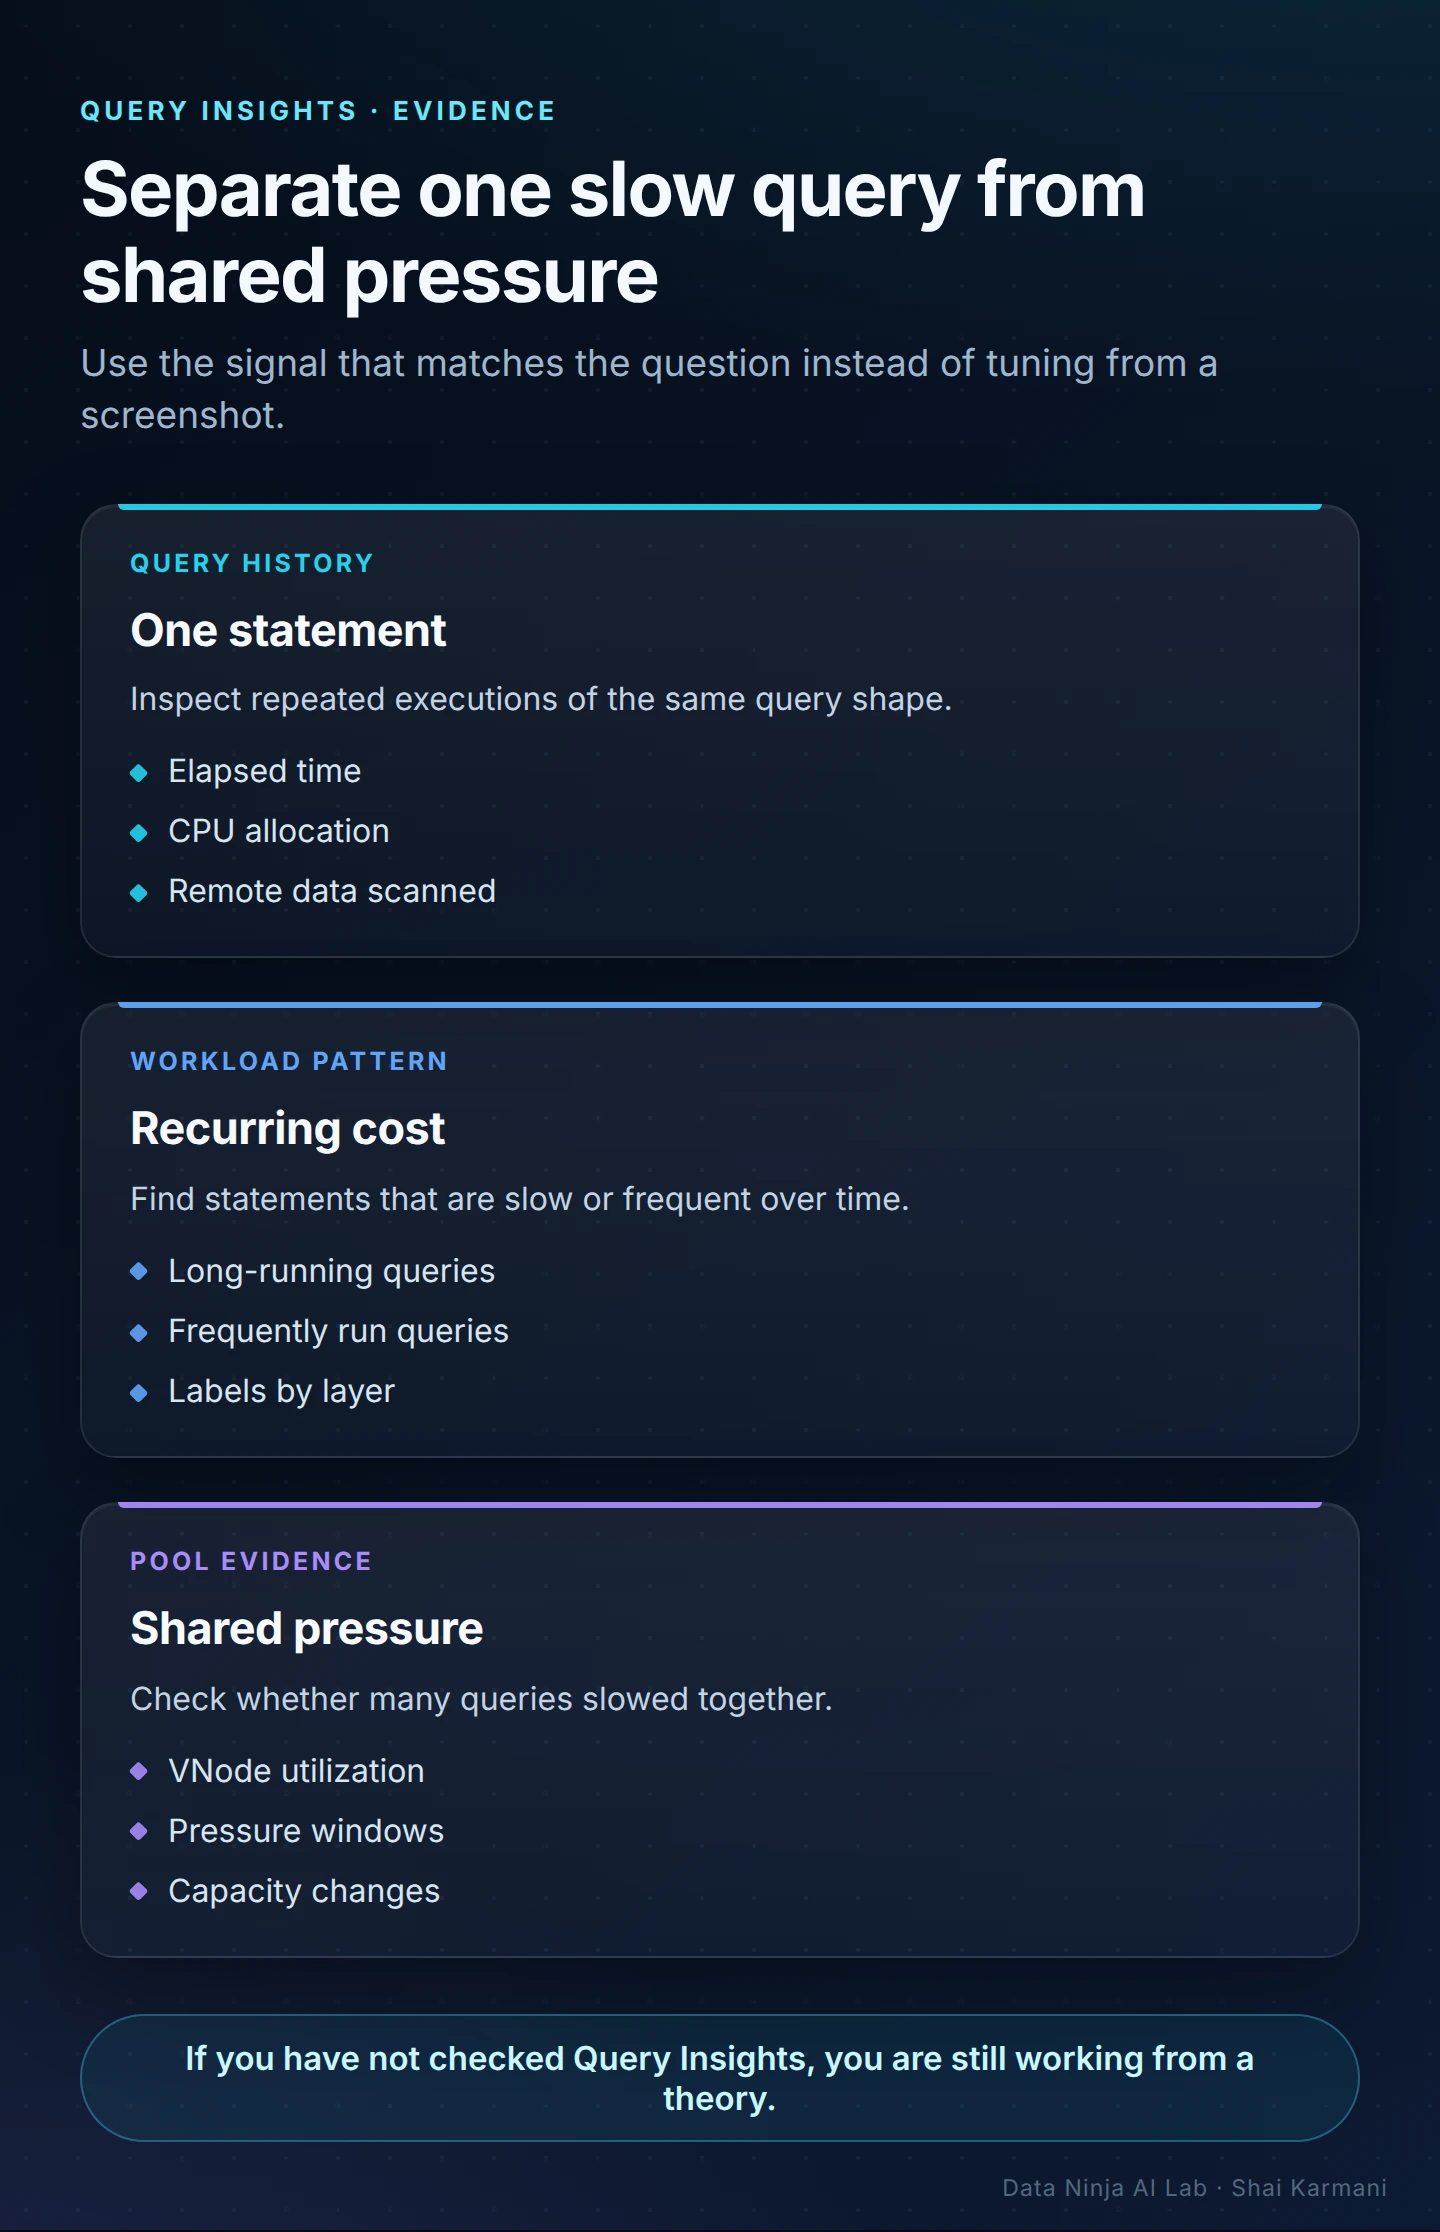 QUERY INSIGHTS · EVIDENCE
Separate one slow query from
shared pressure
Use the signal that matches the question instead of tuning from a
screenshot.
QUERY HISTORY
One statement
Inspect repeated executions of the same query shape.
Elapsed time
CPU allocation
Remote data scanned
WORKLOAD PATTERN
Recurring cost
Find statements that are slow or frequent over time.
Long-running queries
Frequently run queries
Labels by layer
POOL EVIDENCE
Shared pressure
Check whether many queries slowed together.
VNode utilization
Pressure windows
Capacity changes
If you have not checked Query Insights, you are still working from a
theory.
Data Ninja AI Lab · Shai Karmani